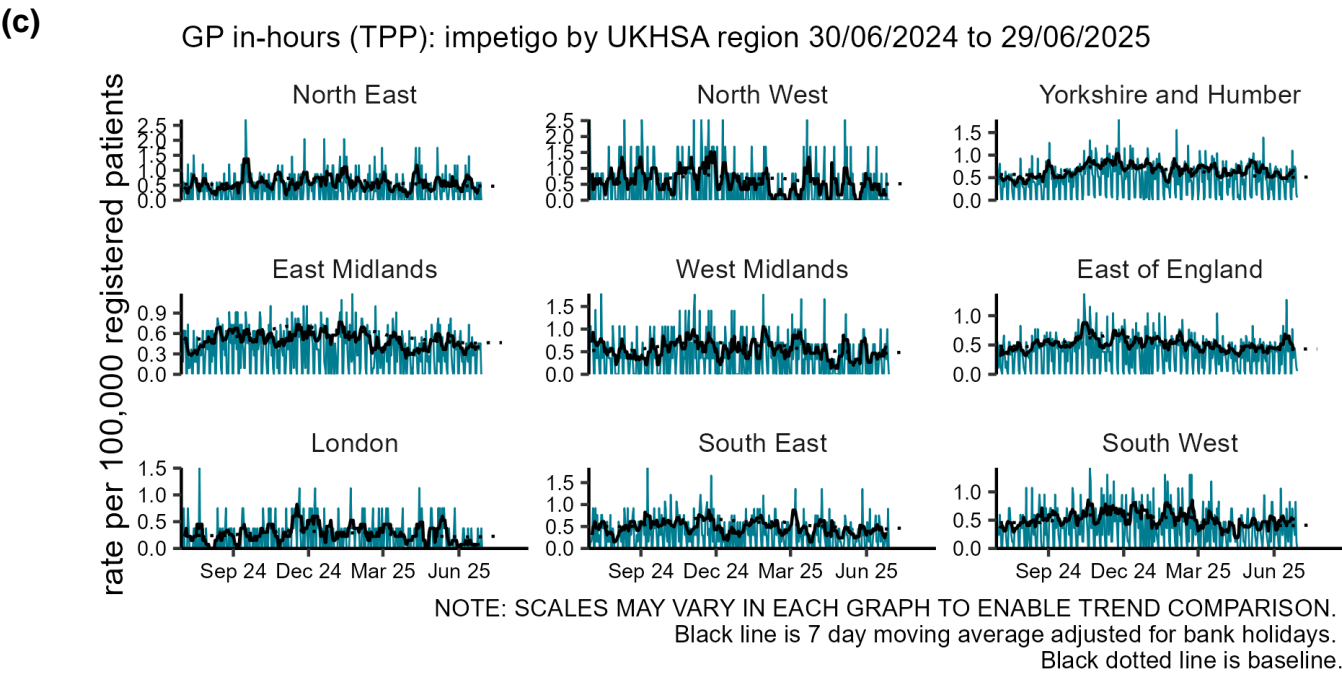 (c)
GP in-hours (TPP): impetigo by UKHSA region 30/06/2024 to 29/06/2025
rate per 100,000 registered patients
North East
2.5
2.0
1.5
1.0
0.5
0.0
North West
2.5
2.0
1.5
1.0
0.5
0.0
Yorkshire and Humber
1.5
1.0
0.5
0.0
East Midlands
0.9
0.6
0.3
0.0
West Midlands
1.5
1.0
0.5
0.0
East of England
1.0
0.5
0.0
London
1.5
1.0
0.5
0.0
Sep 24 Dec 24 Mar 25 Jun 25
South East
1.5
1.0
0.5
0.0
Sep 24 Dec 24 Mar 25 Jun 25
South West
1.0
0.5
0.0
Sep 24 Dec 24 Mar 25 Jun 25
NOTE: SCALES MAY VARY IN EACH GRAPH TO ENABLE TREND COMPARISON.
Black line is 7 day moving average adjusted for bank holidays.
Black dotted line is baseline.